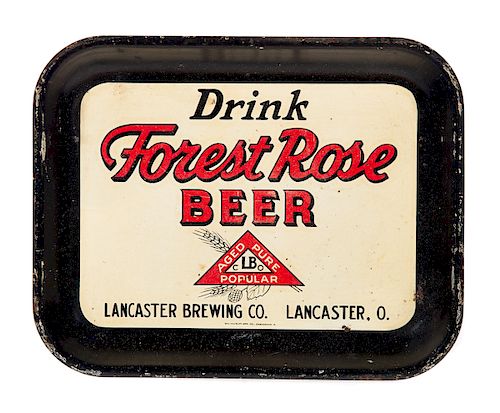 Drink
Forest Rose
BEER
AGED PURE
C LB O
POPULAR
LANCASTER BREWING CO. LANCASTER, O.